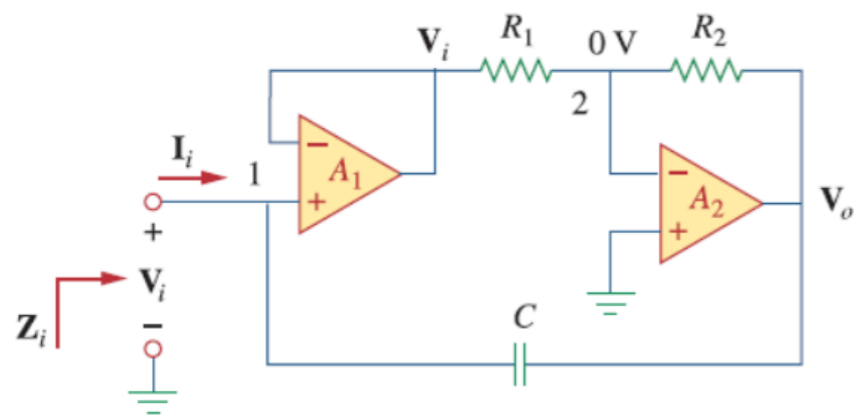 V_i
R_1
0 V
R_2
2
I_i
1
−
A_1
+
−
A_2
+
V_o
+
V_i
−
Z_i
C